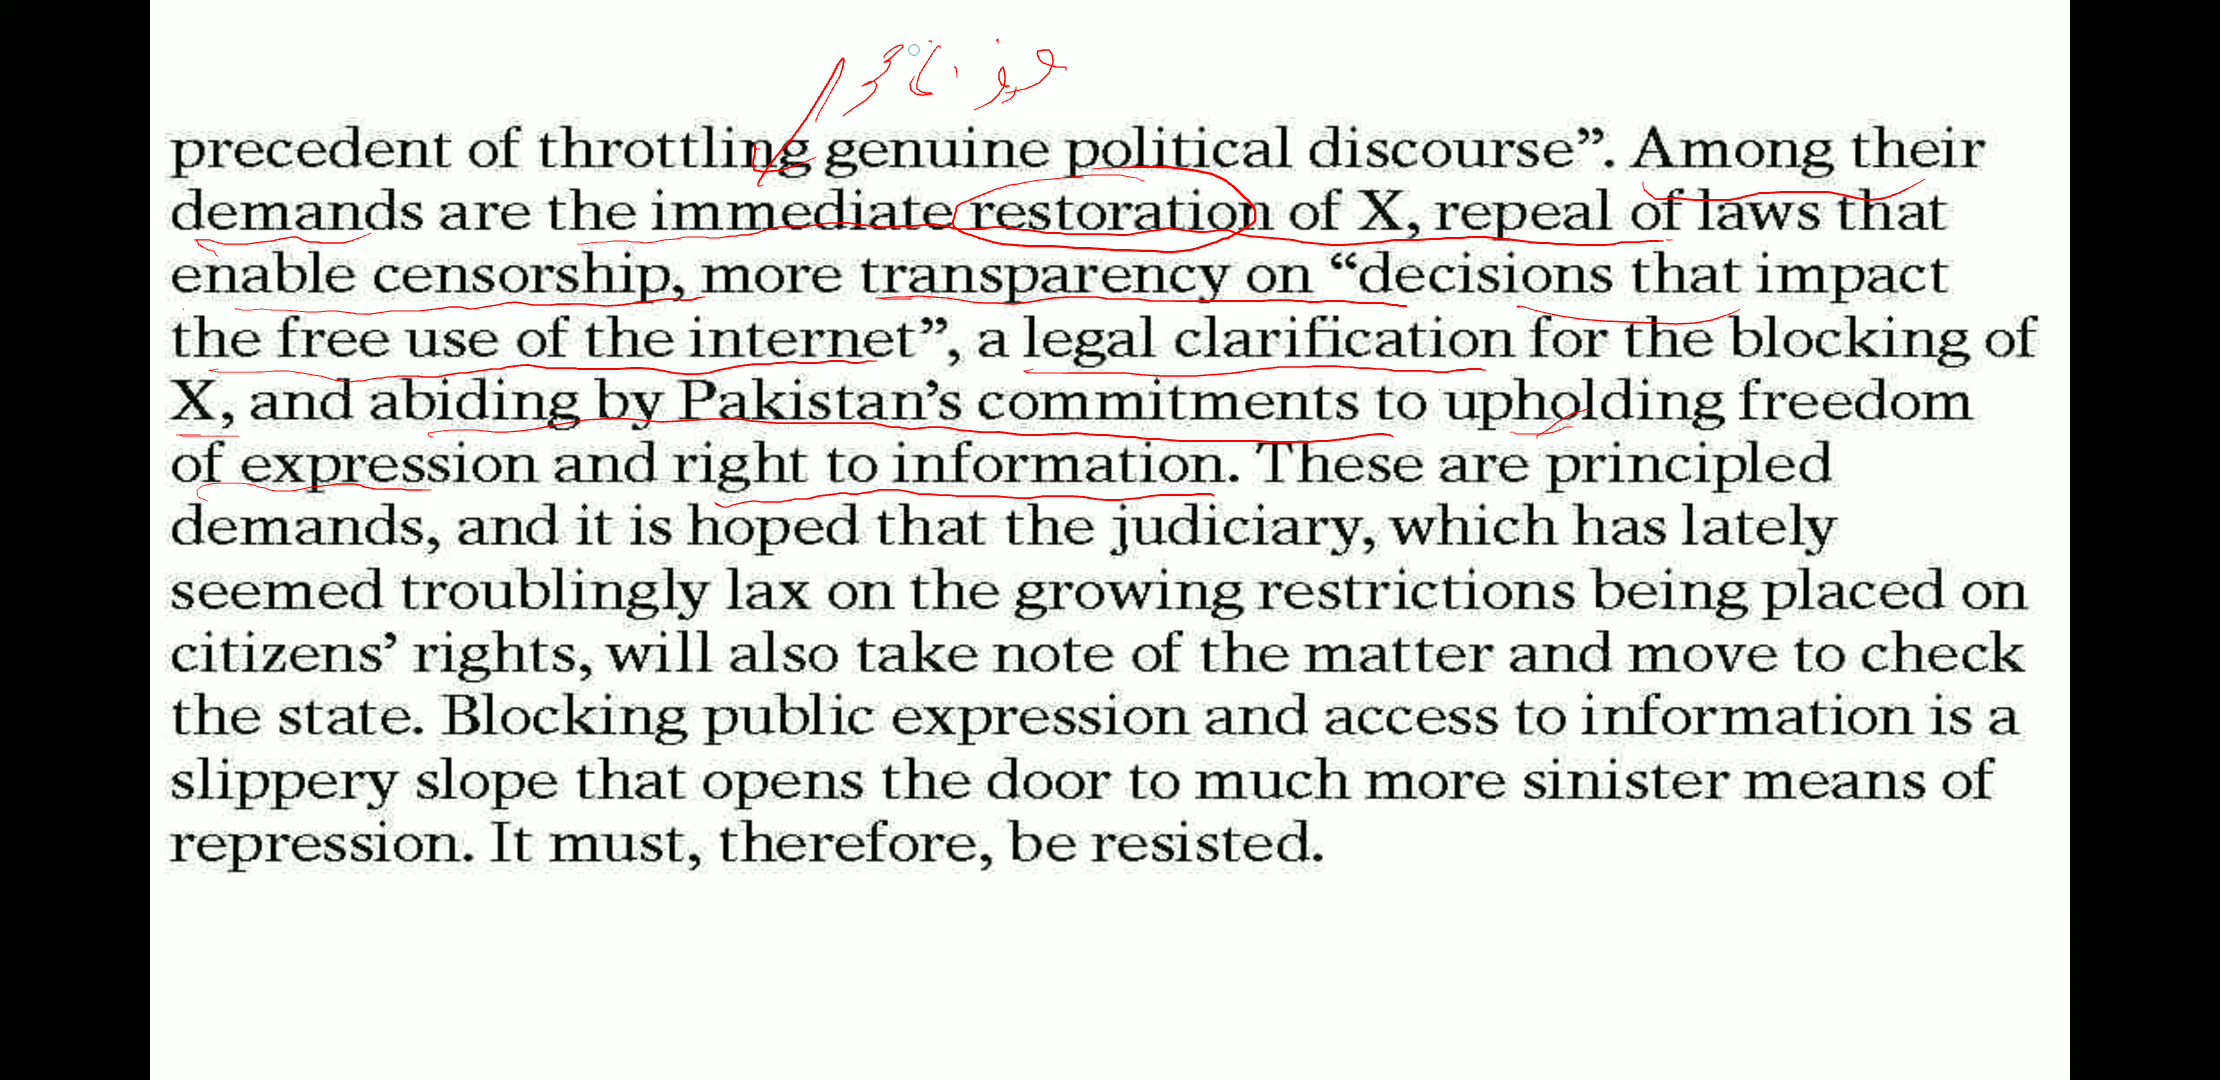 precedent of throttling genuine political discourse”. Among their
demands are the immediate restoration of X, repeal of laws that
enable censorship, more transparency on “decisions that impact
the free use of the internet”, a legal clarification for the blocking of
X, and abiding by Pakistan’s commitments to upholding freedom
of expression and right to information. These are principled
demands, and it is hoped that the judiciary, which has lately
seemed troublingly lax on the growing restrictions being placed on
citizens’ rights, will also take note of the matter and move to check
the state. Blocking public expression and access to information is a
slippery slope that opens the door to much more sinister means of
repression. It must, therefore, be resisted.